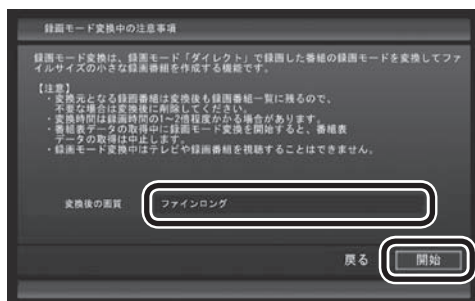 録画モード変換中の注意事項
録画モード変換は、録画モード「ダイレクト」で録画した番組の録画モードを変換してファ
イルサイズの小さな録画番組を作成する機能です。
【注意】
・変換元となる録画番組は変換後も録画番組一覧に残るので、
不要な場合は変換後に削除してください。
・変換時間は録画時間の1~2倍程度かかる場合があります。
・番組表データの取得中に録画モード変換を開始すると、番組表
データの取得は中止します。
・録画モード変換中はテレビや録画番組を視聴することはできません。
変換後の画質 ファインロング
戻る 開始